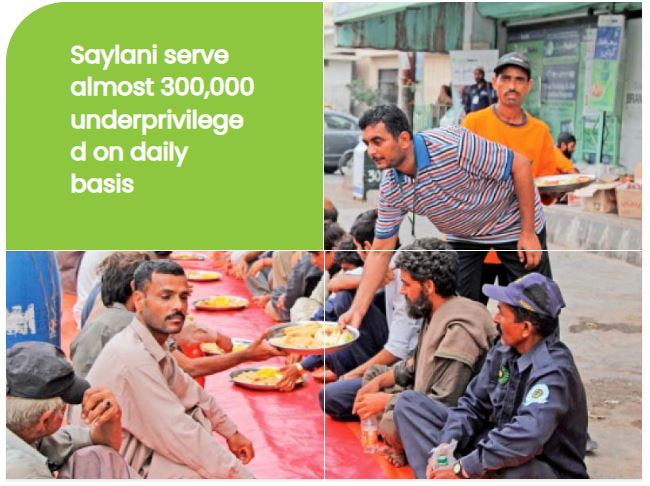 Saylani serve
almost 300,000
underprivilege
d on daily
basis